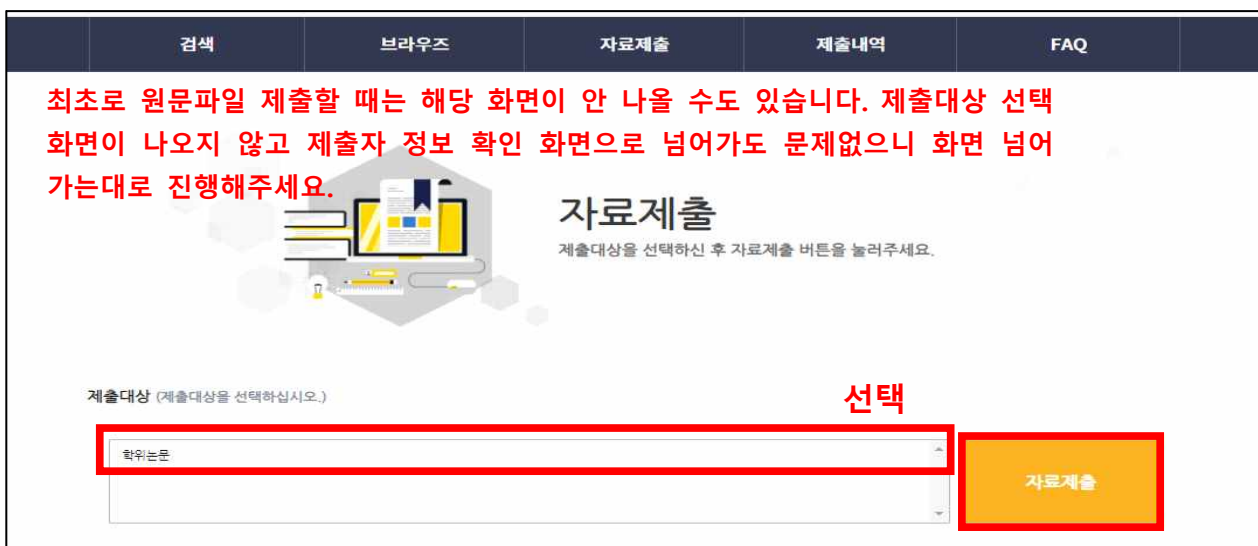 검색 브라우즈 자료제출 제출내역 FAQ
최초로 원문파일 제출할 때는 해당 화면이 안 나올 수도 있습니다. 제출대상 선택
화면이 나오지 않고 제출자 정보 확인 화면으로 넘어가도 문제없으니 화면 넘어
가는대로 진행해주세요.
자료제출
제출대상을 선택하신 후 자료제출 버튼을 눌러주세요.
제출대상 (제출대상을 선택하십시오.)
선택
학위논문
자료제출